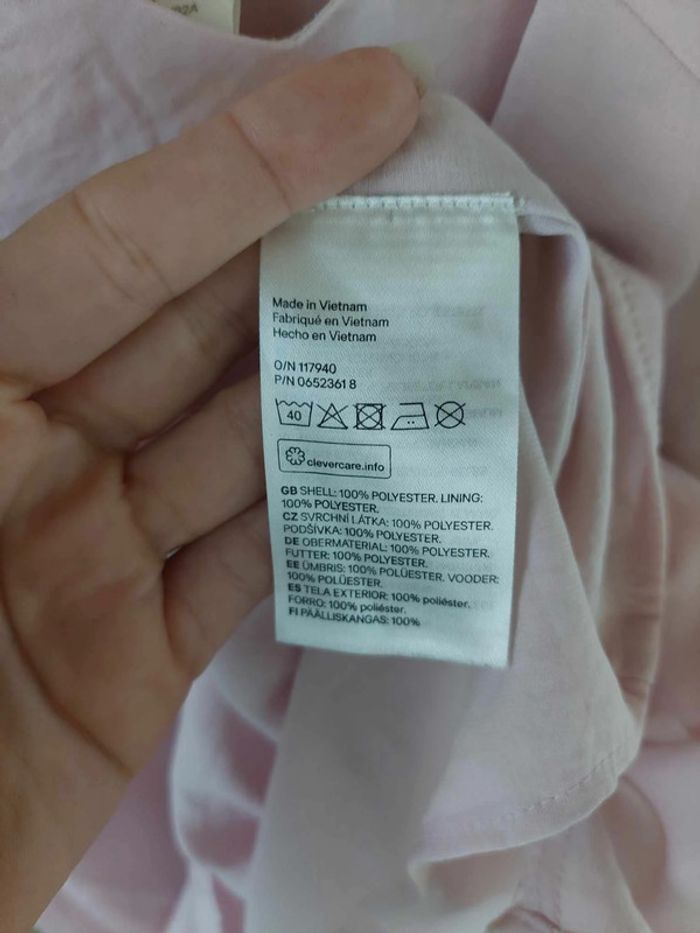 Made in Vietnam
Fabriqué en Vietnam
Hecho en Vietnam
O/N 117940
P/N 0652361 8
40
clevercare.info
GB SHELL: 100% POLYESTER. LINING:
100% POLYESTER.
CZ SVRCHNÍ LÁTKA: 100% POLYESTER.
PODŠÍVKA: 100% POLYESTER.
DE OBERMATERIAL: 100% POLYESTER.
FUTTER: 100% POLYESTER.
EE ÜMBRIS: 100% POLÜESTER. VOODER:
100% POLÜESTER.
ES TELA EXTERIOR: 100% poliéster.
FORRO: 100% poliéster.
FI PÄÄLLISKANGAS: 100%